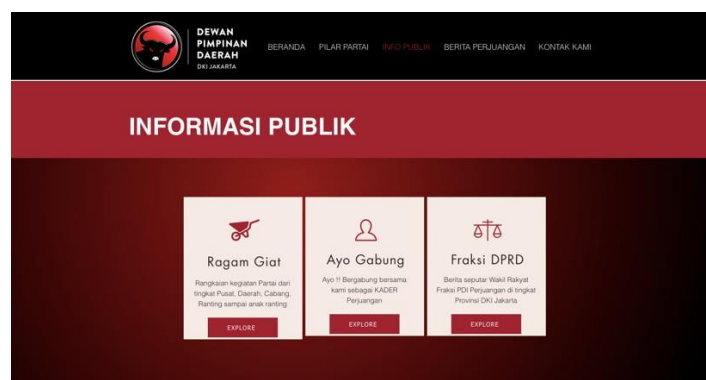 DEWAN
PIMPINAN
DAERAH
DKI JAKARTA
BERANDA PILAR PARTAI INFO PUBLIK BERITA PERJUANGAN KONTAK KAMI
INFORMASI PUBLIK
Ragam Giat
Rangkaian kegiatan Partai dari
tingkat Pusat, Daerah, Cabang,
Ranting sampai anak ranting
EXPLORE
Ayo Gabung
Ayo !! Bergabung bersama
kami sebagai KADER
Perjuangan
EXPLORE
Fraksi DPRD
Berita seputar Wakil Rakyat
Fraksi PDI Perjuangan di tingkat
Provinsi DKI Jakarta
EXPLORE